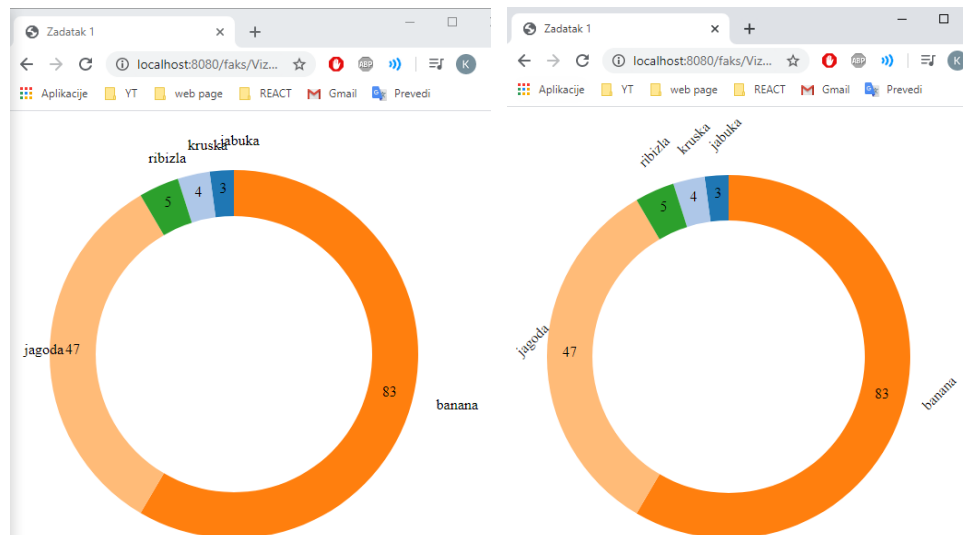 Zadatak 1
localhost:8080/faks/Viz...
ABP
K
Aplikacije YT web page REACT Gmail Prevedi
jabuka
kruska
ribizla
5 4 3
jagoda 47
83
banana
Zadatak 1
localhost:8080/faks/Viz...
ABP
K
Aplikacije YT web page REACT Gmail Prevedi
ribizla kruska jabuka
5 4 3
jagoda
47
83
banana